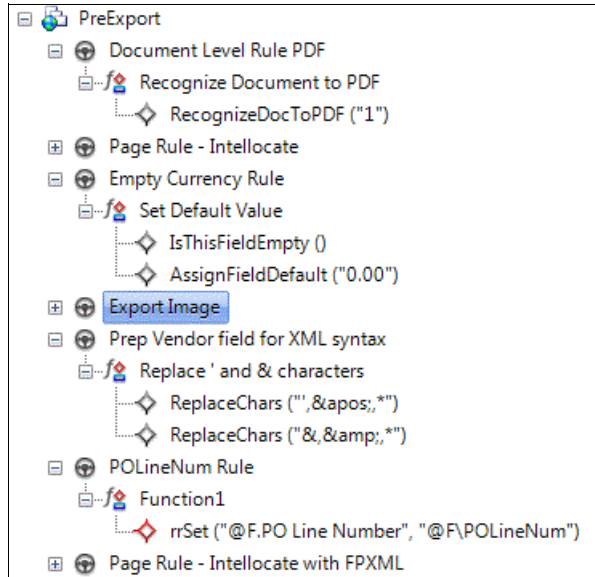 PreExport
Document Level Rule PDF
Recognize Document to PDF
RecognizeDocToPDF ("1")
Page Rule - Intellocate
Empty Currency Rule
Set Default Value
IsThisFieldEmpty ()
AssignFieldDefault ("0.00")
Export Image
Prep Vendor field for XML syntax
Replace ' and & characters
ReplaceChars ("',&apos;,*")
ReplaceChars ("&,&amp;,*")
POLineNum Rule
Function1
rrSet ("@F.PO Line Number", "@F\POLineNum")
Page Rule - Intellocate with FPXML